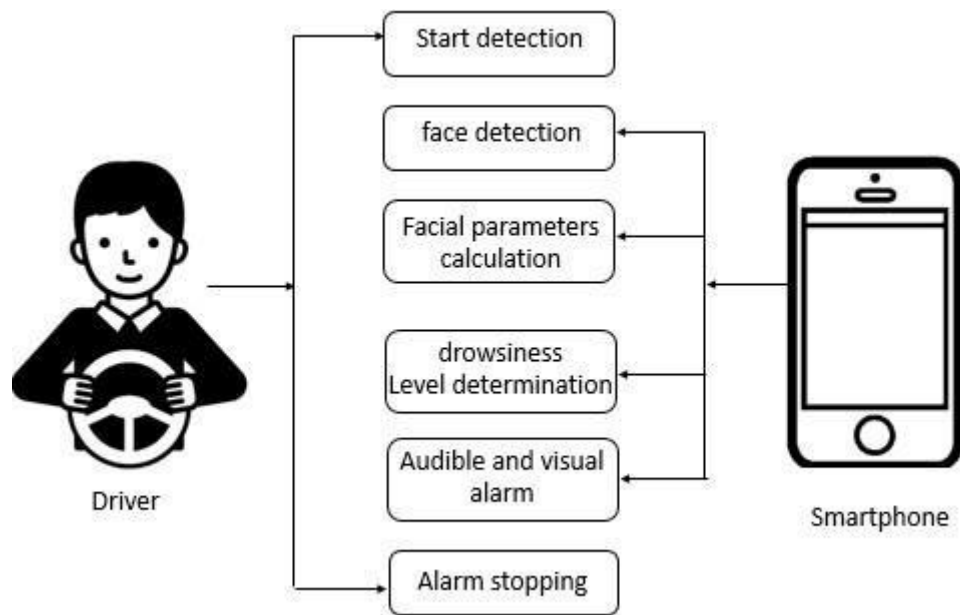 Start detection
face detection
Facial parameters
calculation
drowsiness
Level determination
Audible and visual
alarm
Alarm stopping
Driver
Smartphone